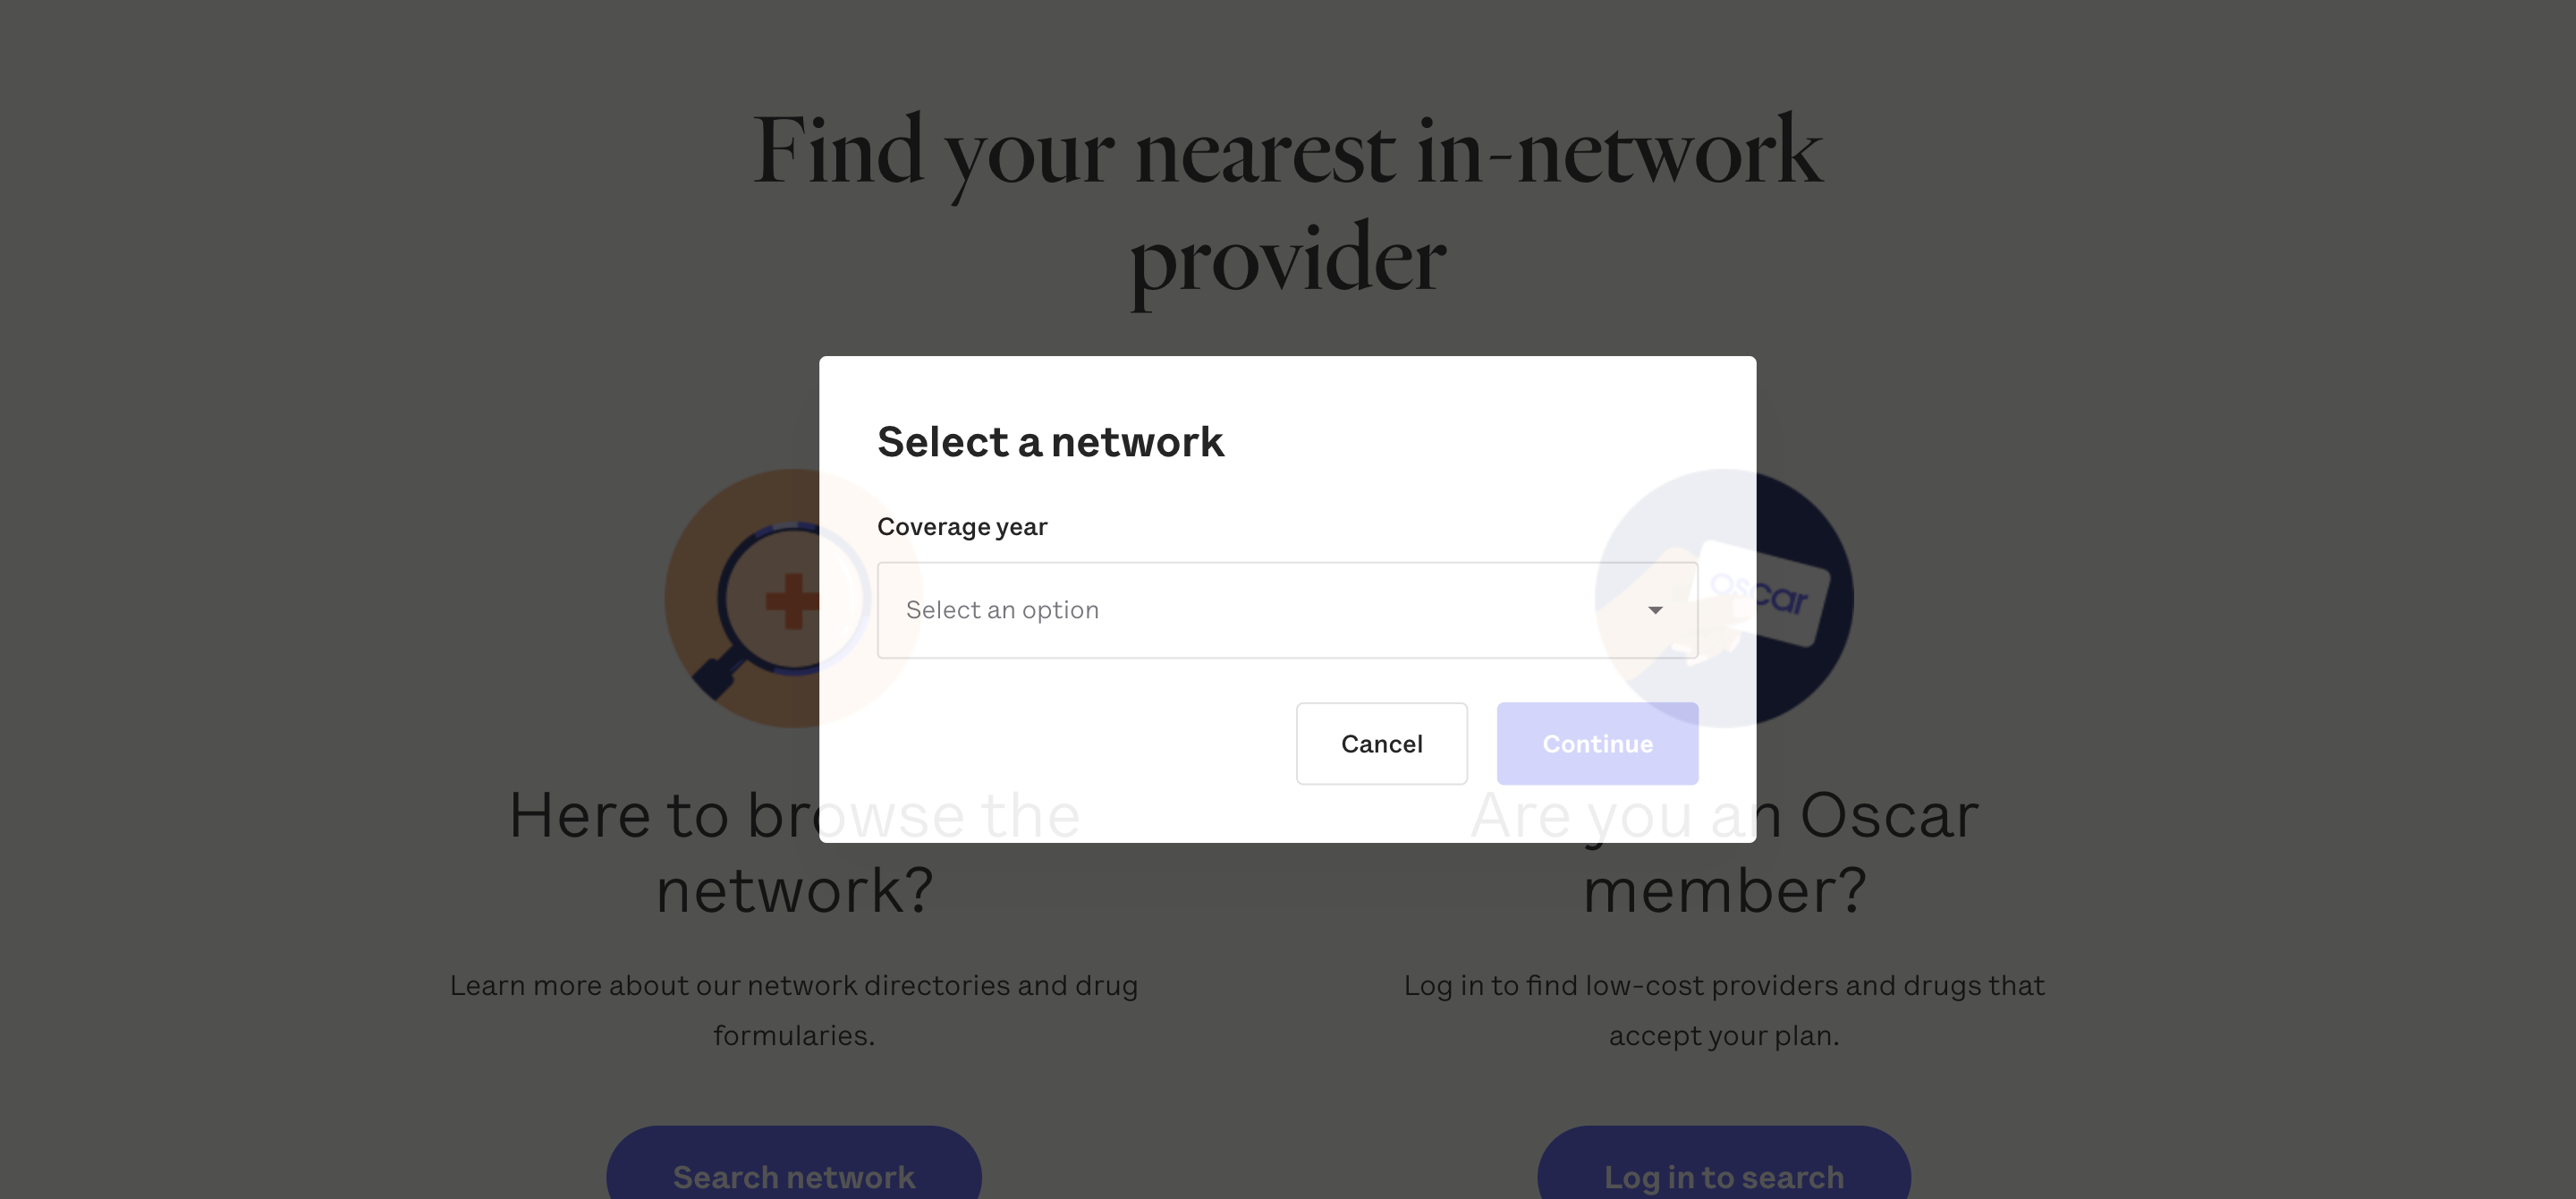 Find your nearest in-network
provider
Select a network
Coverage year
Select an option
Oscar
Cancel
Continue
Here to browse the
network?
Are you an Oscar
member?
Learn more about our network directories and drug
formularies.
Log in to find low-cost providers and drugs that
accept your plan.
Search network
Log in to search